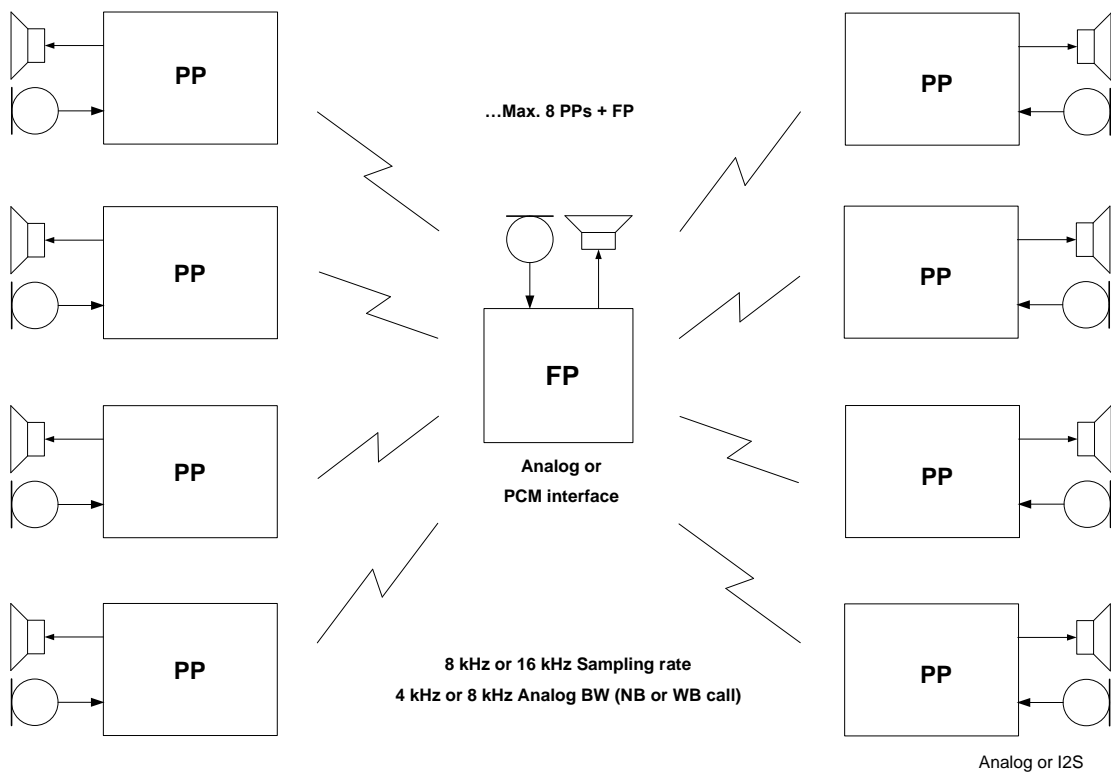 PP
PP
…Max. 8 PPs + FP
PP
PP
FP
Analog or
PCM interface
PP
PP
PP
PP
8 kHz or 16 kHz Sampling rate
4 kHz or 8 kHz Analog BW (NB or WB call)
Analog or I2S